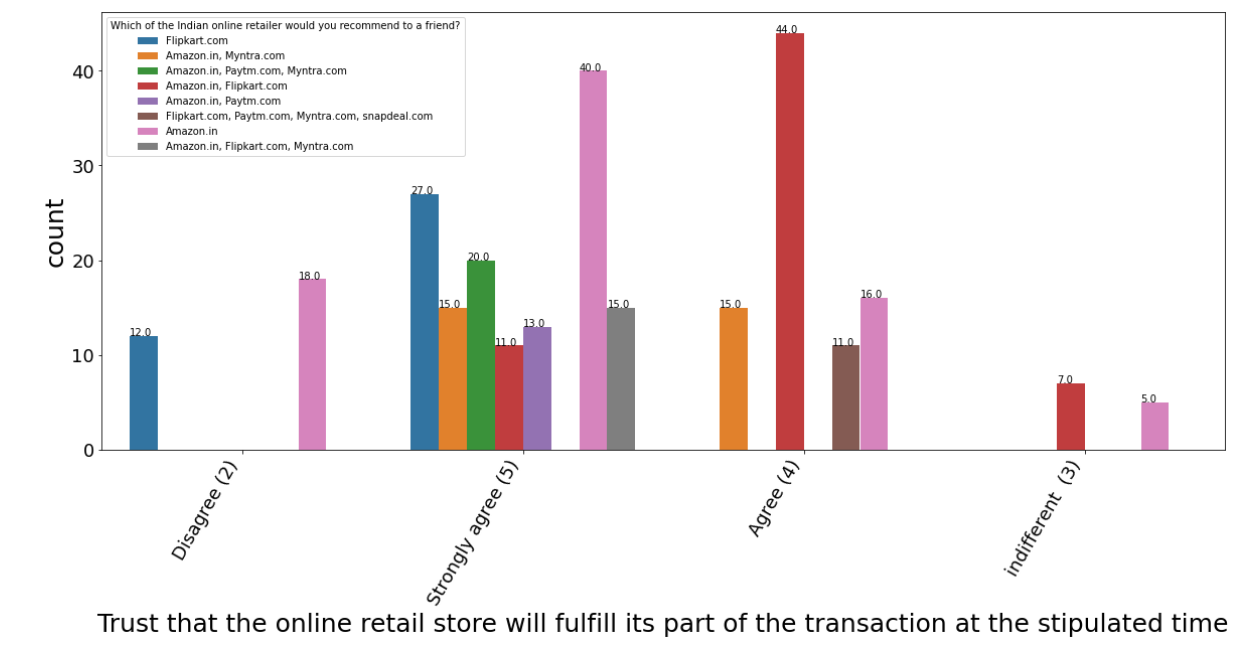 Which of the Indian online retailer would you recommend to a friend?
Flipkart.com
Amazon.in, Myntra.com
Amazon.in, Paytm.com, Myntra.com
Amazon.in, Flipkart.com
Amazon.in, Paytm.com
Flipkart.com, Paytm.com, Myntra.com, snapdeal.com
Amazon.in
Amazon.in, Flipkart.com, Myntra.com
count
40
30
20
10
0
12.0
18.0
27.0
15.0
20.0
11.0
13.0
40.0
15.0
15.0
44.0
11.0
16.0
7.0
5.0
Disagree (2)
Strongly agree (5)
Agree (4)
indifferent  (3)
Trust that the online retail store will fulfill its part of the transaction at the stipulated time